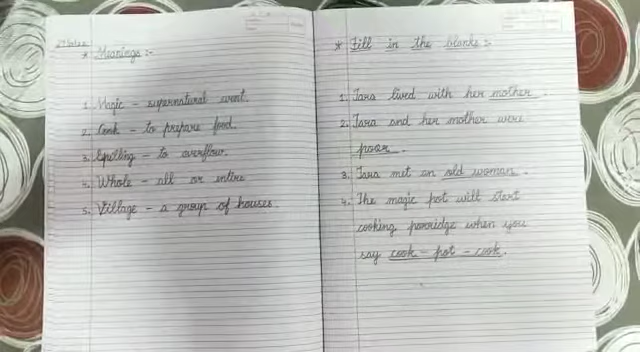 * Meanings :-
1. Magic - supernatural event.
2. Cook - to prepare food.
3. Spilling - to overflow.
4. Whole - all or entire
5. Village - a group of houses
* Fill in the blanks :-
1. Tara lived with her mother.
2. Tara and her mother were
poor.
3. Tara met an old woman.
4. The magic pot will start
cooking porridge when you
say cook - pot - cook.